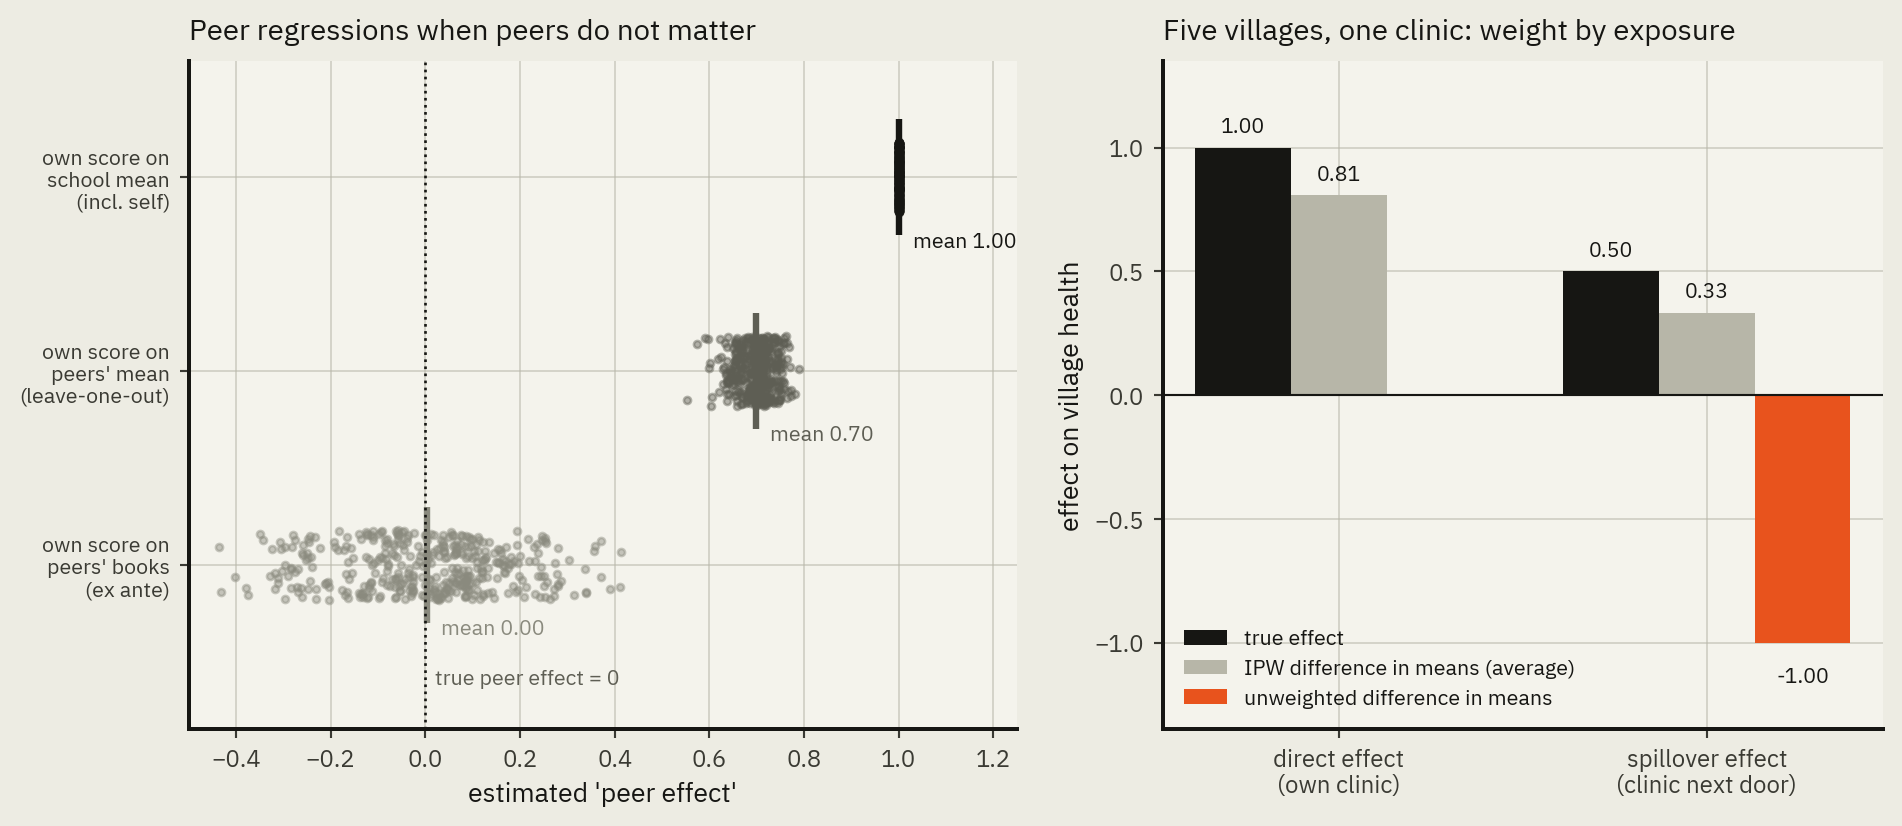 Peer regressions when peers do not matter
own score on
school mean
(incl. self)
own score on
peers' mean
(leave-one-out)
own score on
peers' books
(ex ante)
mean 1.00
mean 0.70
mean 0.00
true peer effect = 0
−0.4
−0.2
0.0
0.2
0.4
0.6
0.8
1.0
1.2
estimated 'peer effect'
Five villages, one clinic: weight by exposure
effect on village health
1.0
0.5
0.0
−0.5
−1.0
1.00
0.81
0.50
0.33
-1.00
true effect
IPW difference in means (average)
unweighted difference in means
direct effect
(own clinic)
spillover effect
(clinic next door)